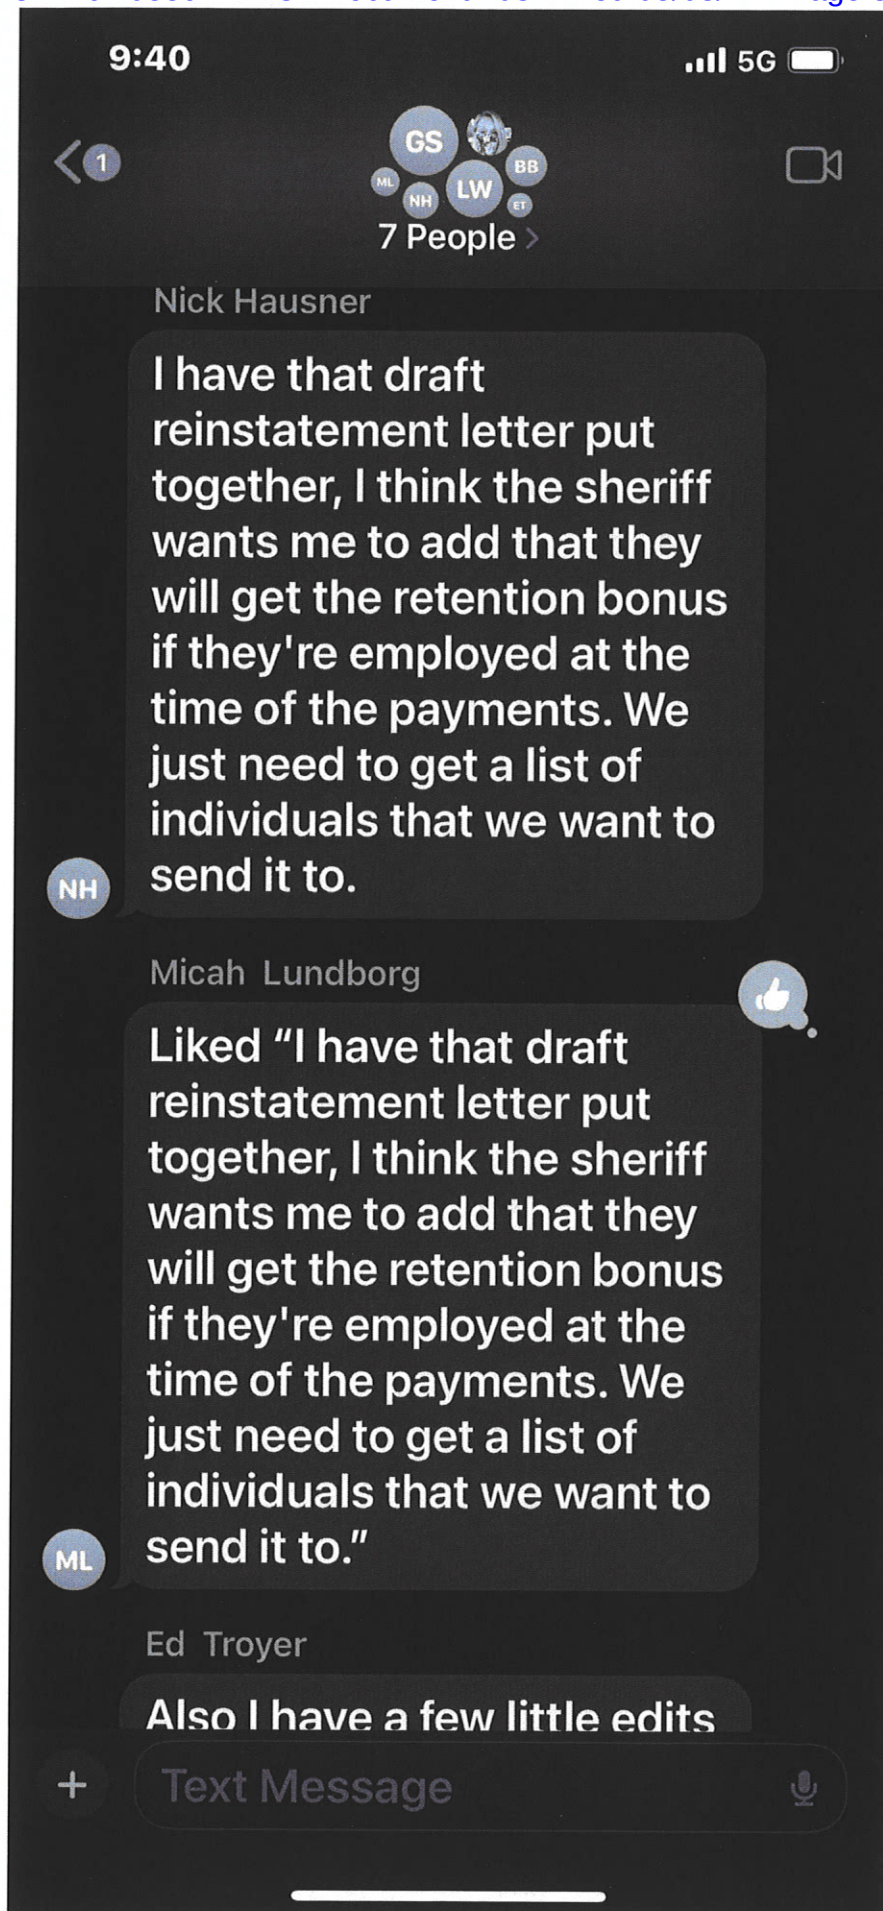 9:40
5G
1
GS
BB
ML
NH
LW
ET
7 People >
Nick Hausner
I have that draft
reinstatement letter put
together, I think the sheriff
wants me to add that they
will get the retention bonus
if they're employed at the
time of the payments. We
just need to get a list of
individuals that we want to
send it to.
NH
Micah Lundborg
Liked “I have that draft
reinstatement letter put
together, I think the sheriff
wants me to add that they
will get the retention bonus
if they're employed at the
time of the payments. We
just need to get a list of
individuals that we want to
send it to.”
ML
Ed Troyer
Also I have a few little edits
+ Text Message